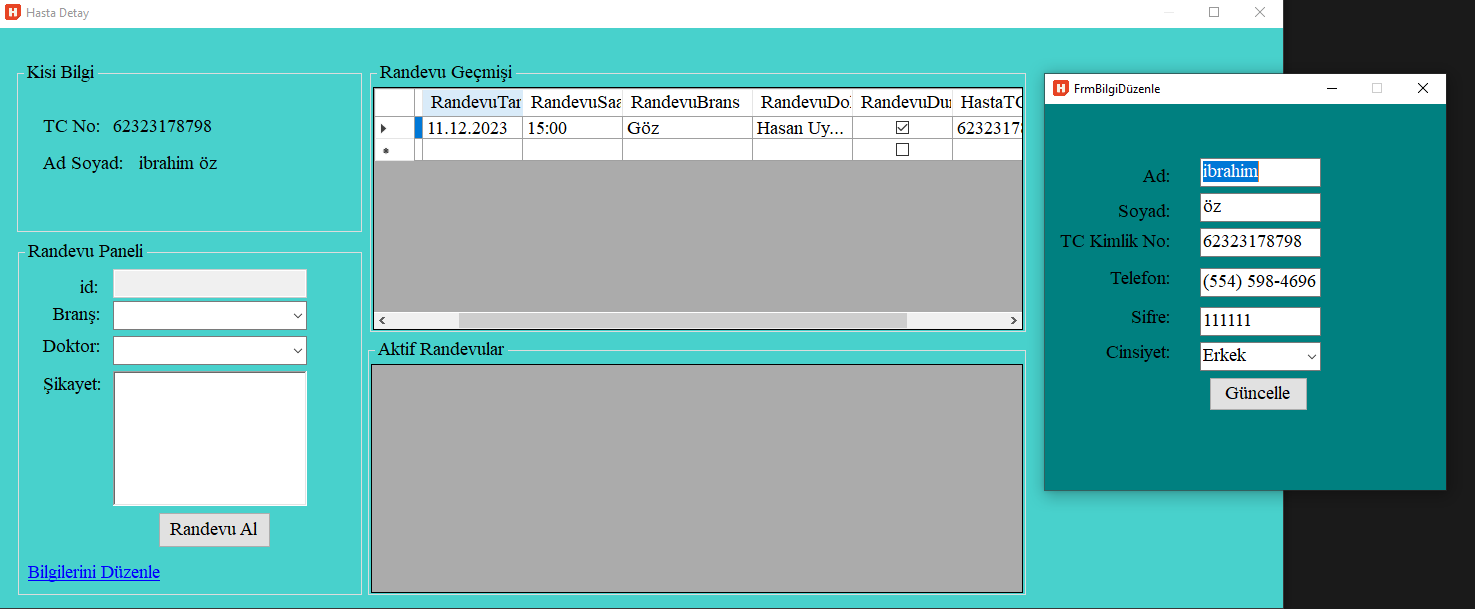 Hasta Detay
Kisi Bilgi
TC No: 62323178798
Ad Soyad: ibrahim öz
Randevu Paneli
id:
Branş:
Doktor:
Şikayet:
Randevu Al
Bilgilerini Düzenle
Randevu Geçmişi
RandevuTar RandevuSaa RandevuBrans RandevuDo RandevuDu HastaTC
11.12.2023 15:00 Göz Hasan Uy... 6232317
Aktif Randevular
FrmBilgiDüzenle
Ad: ibrahim
Soyad: öz
TC Kimlik No: 62323178798
Telefon: (554) 598-4696
Sifre: 111111
Cinsiyet: Erkek
Güncelle